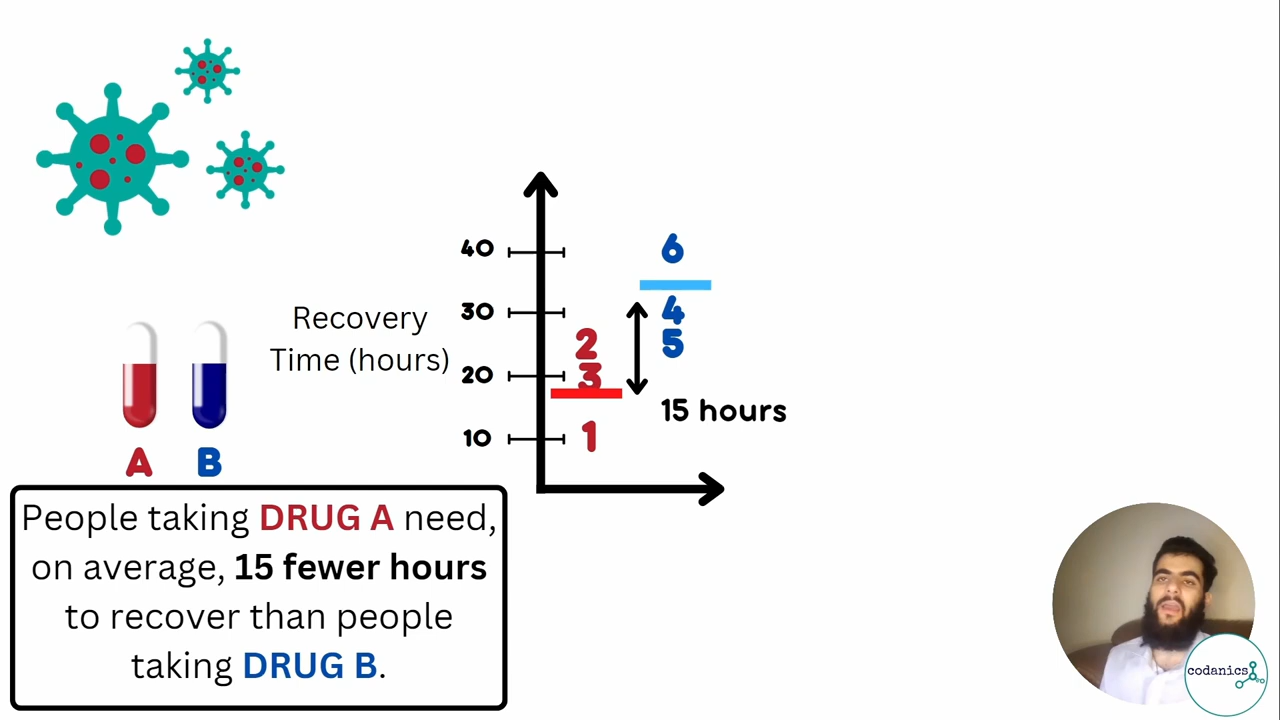 40
30
20
10
Recovery
Time (hours)
6
4
5
2
3
1
15 hours
A B
People taking DRUG A need,
on average, 15 fewer hours
to recover than people
taking DRUG B.
codanics